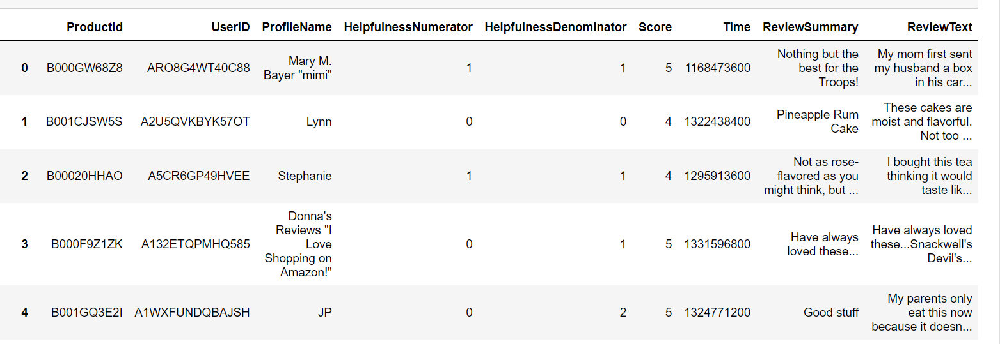 ProductId UserID ProfileName HelpfulnessNumerator HelpfulnessDenominator Score TIme ReviewSummary ReviewText
0 B000GW68Z8 ARO8G4WT40C88 Mary M. Bayer "mimi" 1 1 5 1168473600 Nothing but the best for the Troops! My mom first sent my husband a box in his car...
1 B001CJSW5S A2U5QVKBYK57OT Lynn 0 0 4 1322438400 Pineapple Rum Cake These cakes are moist and flavorful. Not too ...
2 B00020HHAO A5CR6GP49HVEE Stephanie 1 1 4 1295913600 Not as rose-flavored as you might think, but ... I bought this tea thinking it would taste lik...
3 B000F9Z1ZK A132ETQPMHQ585 Donna's Reviews "I Love Shopping on Amazon!" 0 1 5 1331596800 Have always loved these... Have always loved these...Snackwell's Devil's...
4 B001GQ3E2I A1WXFUNDQBAJSH JP 0 2 5 1324771200 Good stuff My parents only eat this now because it doesn...